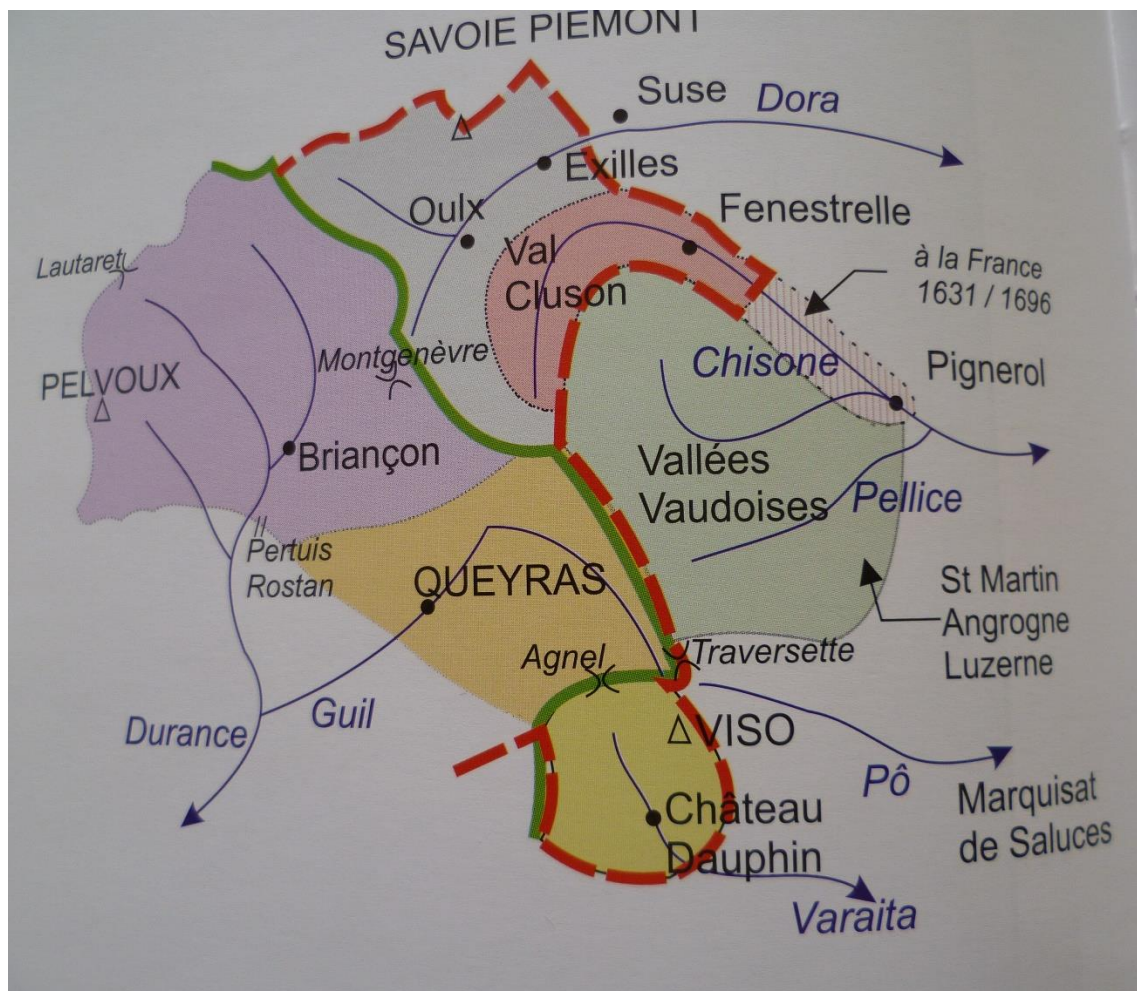 SAVOIE PIEMONT
Suse
Dora
Exilles
Oulx
Fenestrelle
Val
Cluson
Lautaret
à la France
1631 / 1696
Montgenèvre
Chisone
Pignerol
PELVOUX
Briançon
Vallées
Vaudoises
Pellice
Pertuis
Rostan
QUEYRAS
St Martin
Angrogne
Luzerne
Agnel
Traversette
Durance
Guil
VISO
Pô
Marquisat
de Saluces
Château
Dauphin
Varaita